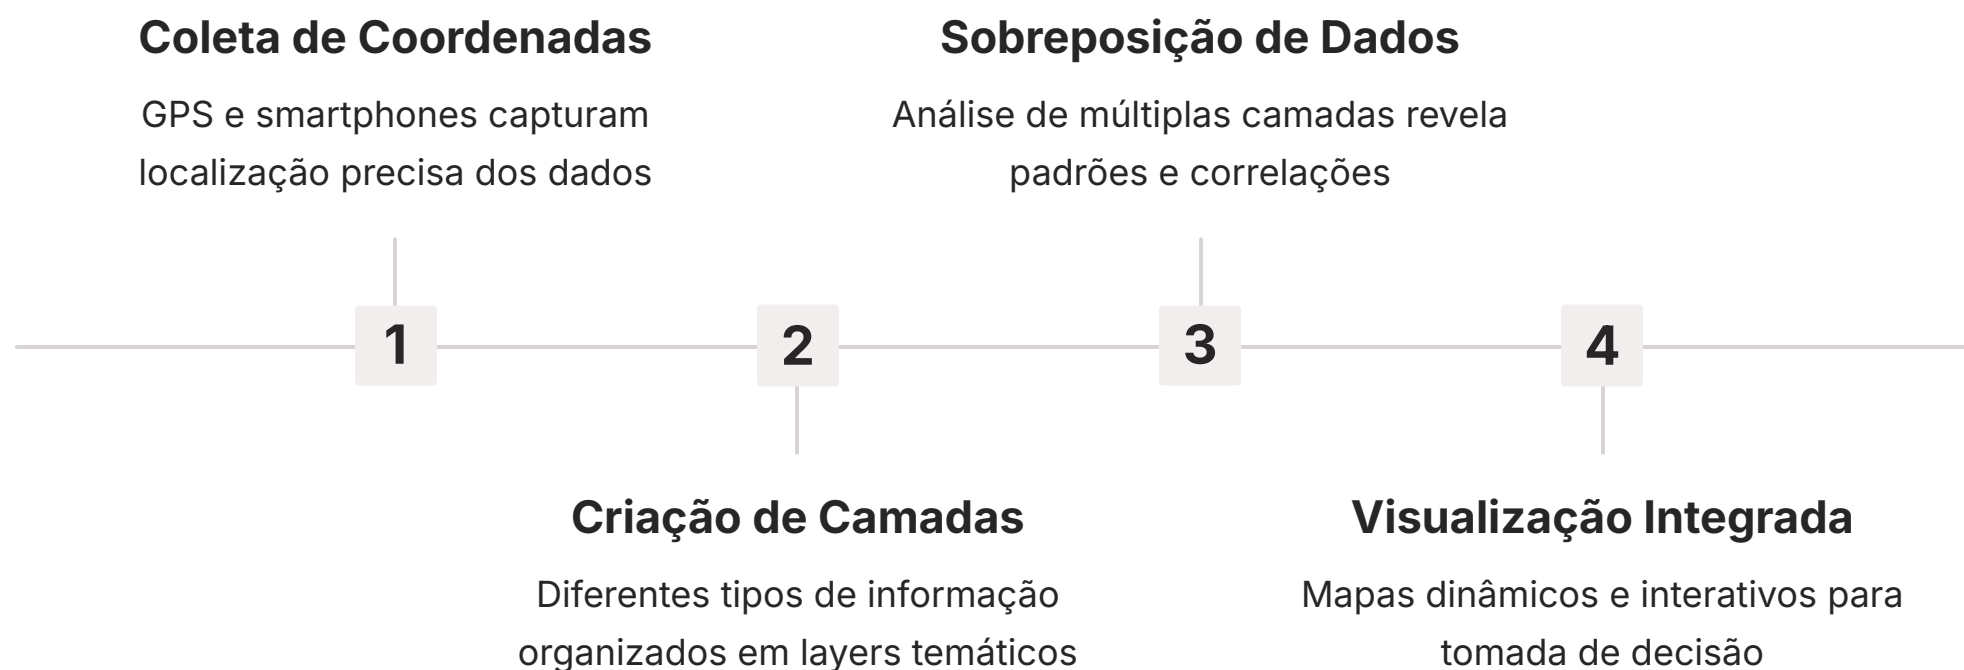 Coleta de Coordenadas
GPS e smartphones capturam
localização precisa dos dados
Sobreposição de Dados
Análise de múltiplas camadas revela
padrões e correlações
1
2
3
4
Criação de Camadas
Diferentes tipos de informação
organizados em layers temáticos
Visualização Integrada
Mapas dinâmicos e interativos para
tomada de decisão